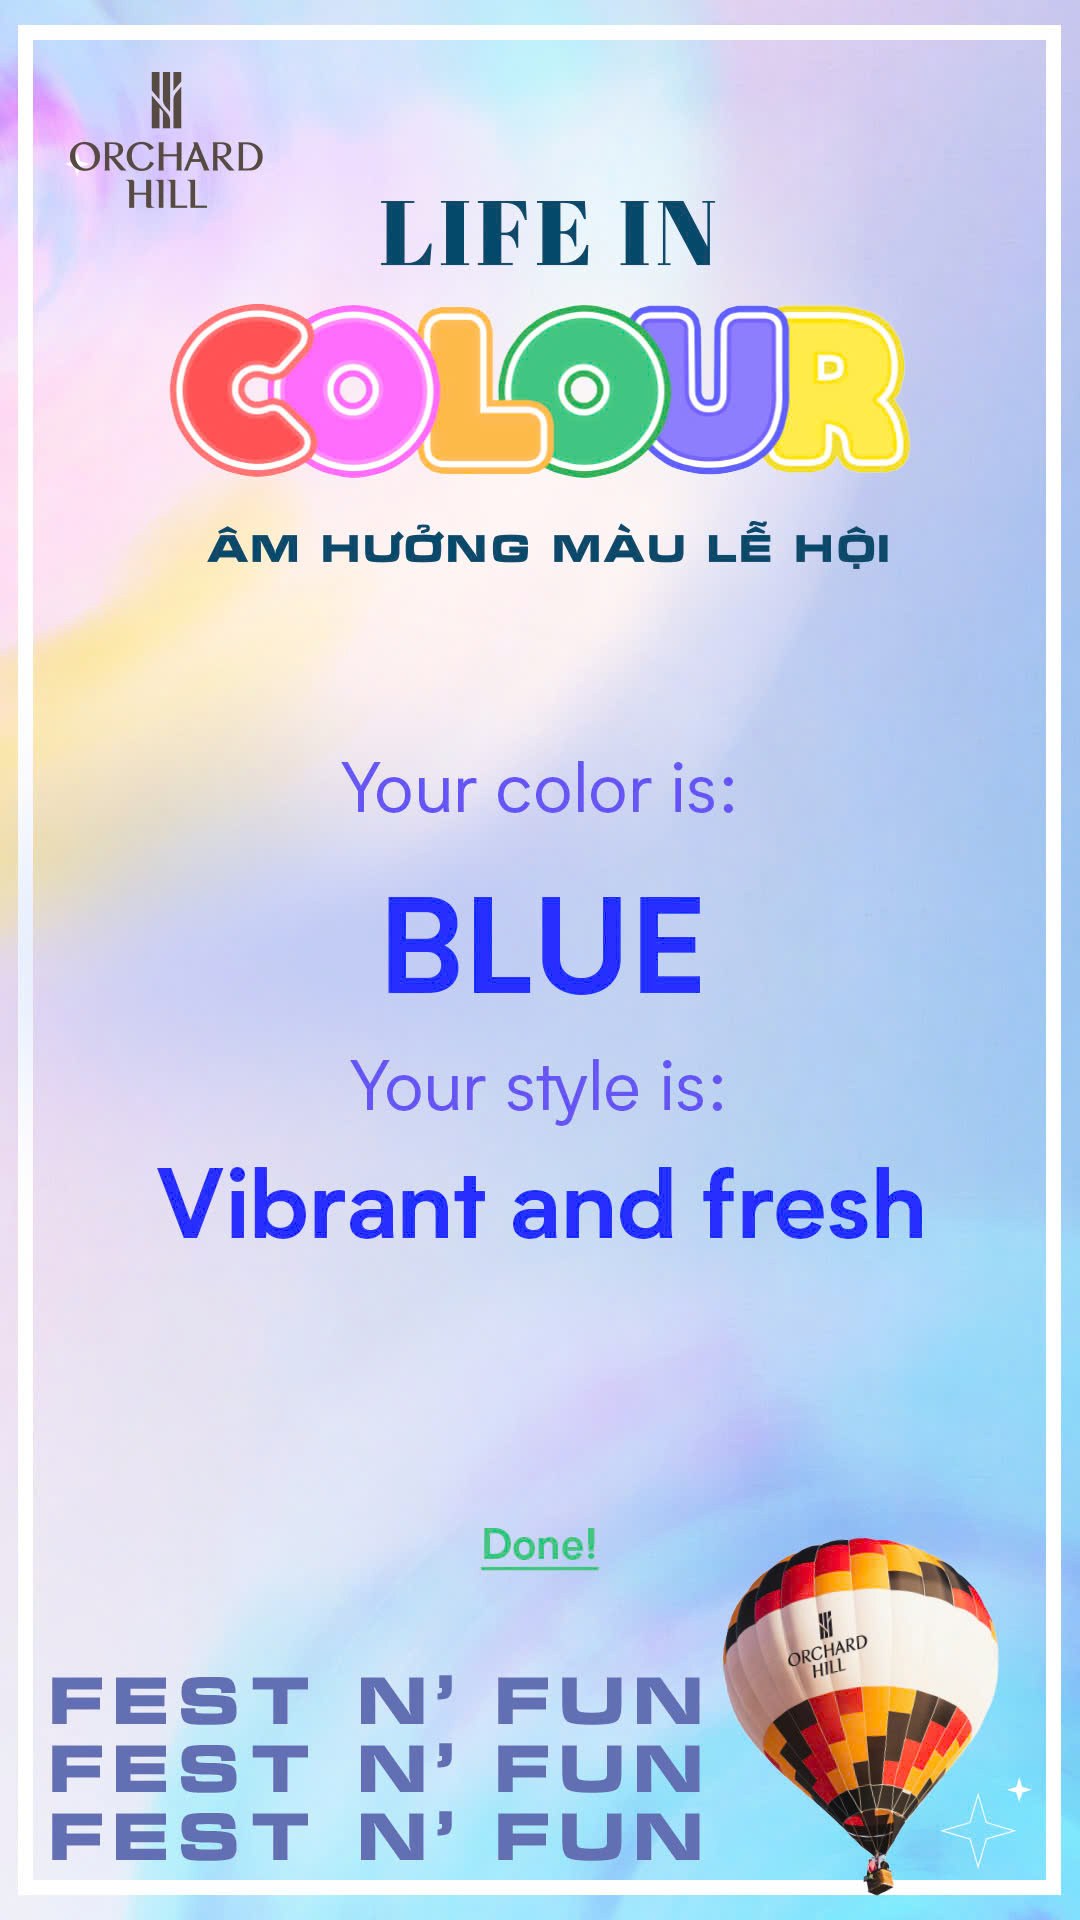 ORCHARD
HILL
LIFE IN
COLOUR
ÂM HƯỞNG MÀU LỄ HỘI
Your color is:
BLUE
Your style is:
Vibrant and fresh
Done!
ORCHARD
HILL
FEST N’ FUN
FEST N’ FUN
FEST N’ FUN